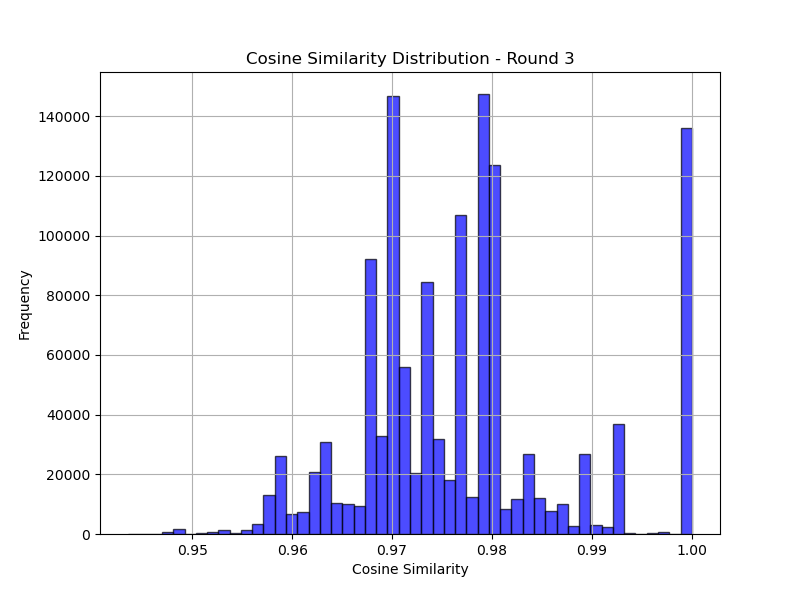 Cosine Similarity Distribution - Round 3
140000
120000
100000
80000
60000
40000
20000
0
Frequency
0.95 0.96 0.97 0.98 0.99 1.00
Cosine Similarity